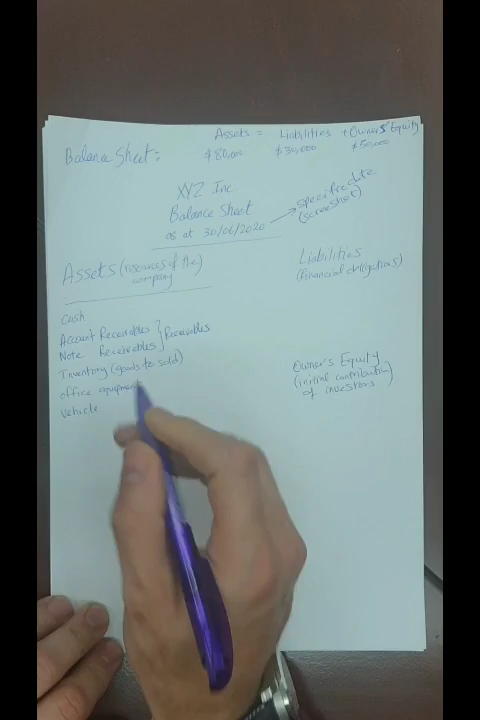 Assets = Liabilities + Owners' Equity
Balance Sheet: $80,000 $30,000 $50,000
XYZ Inc
Balance Sheet
as at 30/06/2020
specific date
(screenshot)
Assets (resources of the
company)
Liabilities
(financial obligations)
Cash
Account Receivables
Note Receivables } Receivables
Inventory (goods to sold)
office equipment
vehicle
Owner's Equity
(initial contribution
of investors)